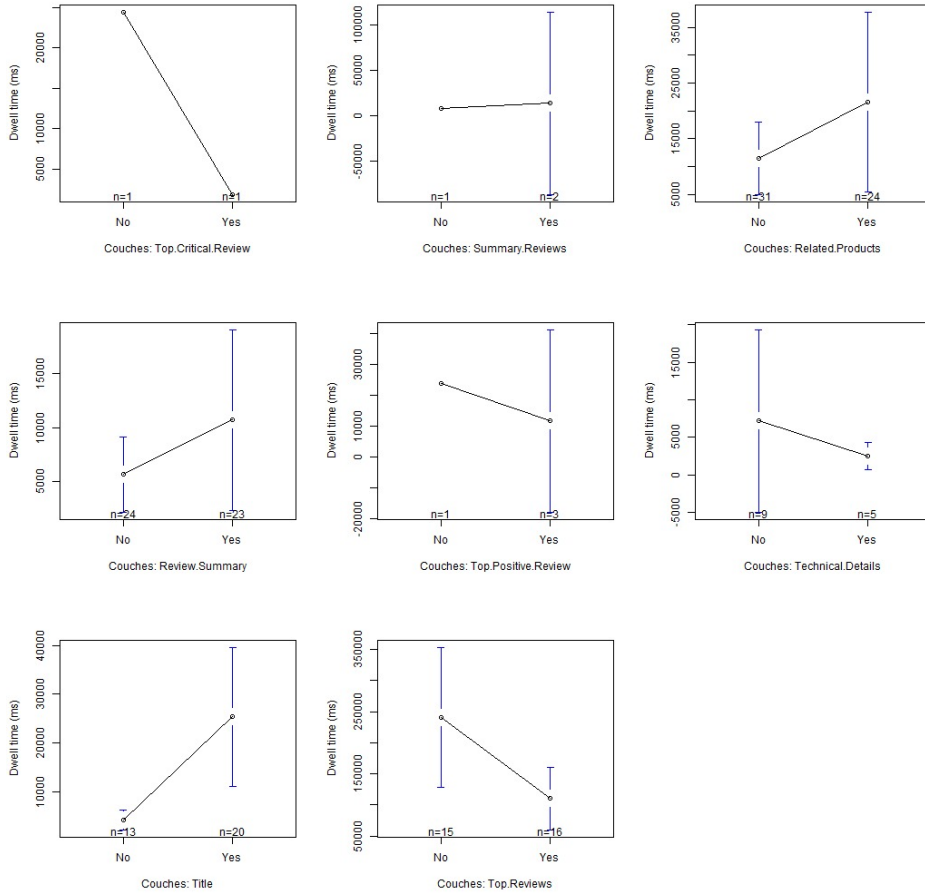 Dwell time (ms)
5000
10000
20000
n=1
n=1
No
Yes
Couches: Top.Critical.Review
Dwell time (ms)
-50000
0
50000
100000
n=1
n=2
No
Yes
Couches: Summary.Reviews
Dwell time (ms)
5000
15000
25000
35000
n=31
n=24
No
Yes
Couches: Related.Products
Dwell time (ms)
5000
10000
15000
n=24
n=23
No
Yes
Couches: Review.Summary
Dwell time (ms)
-20000
0
10000
30000
n=1
n=3
No
Yes
Couches: Top.Positive.Review
Dwell time (ms)
-5000
0
5000
15000
n=9
n=5
No
Yes
Couches: Technical.Details
Dwell time (ms)
10000
20000
30000
40000
n=13
n=20
No
Yes
Couches: Title
Dwell time (ms)
50000
150000
250000
350000
n=15
n=16
No
Yes
Couches: Top.Reviews